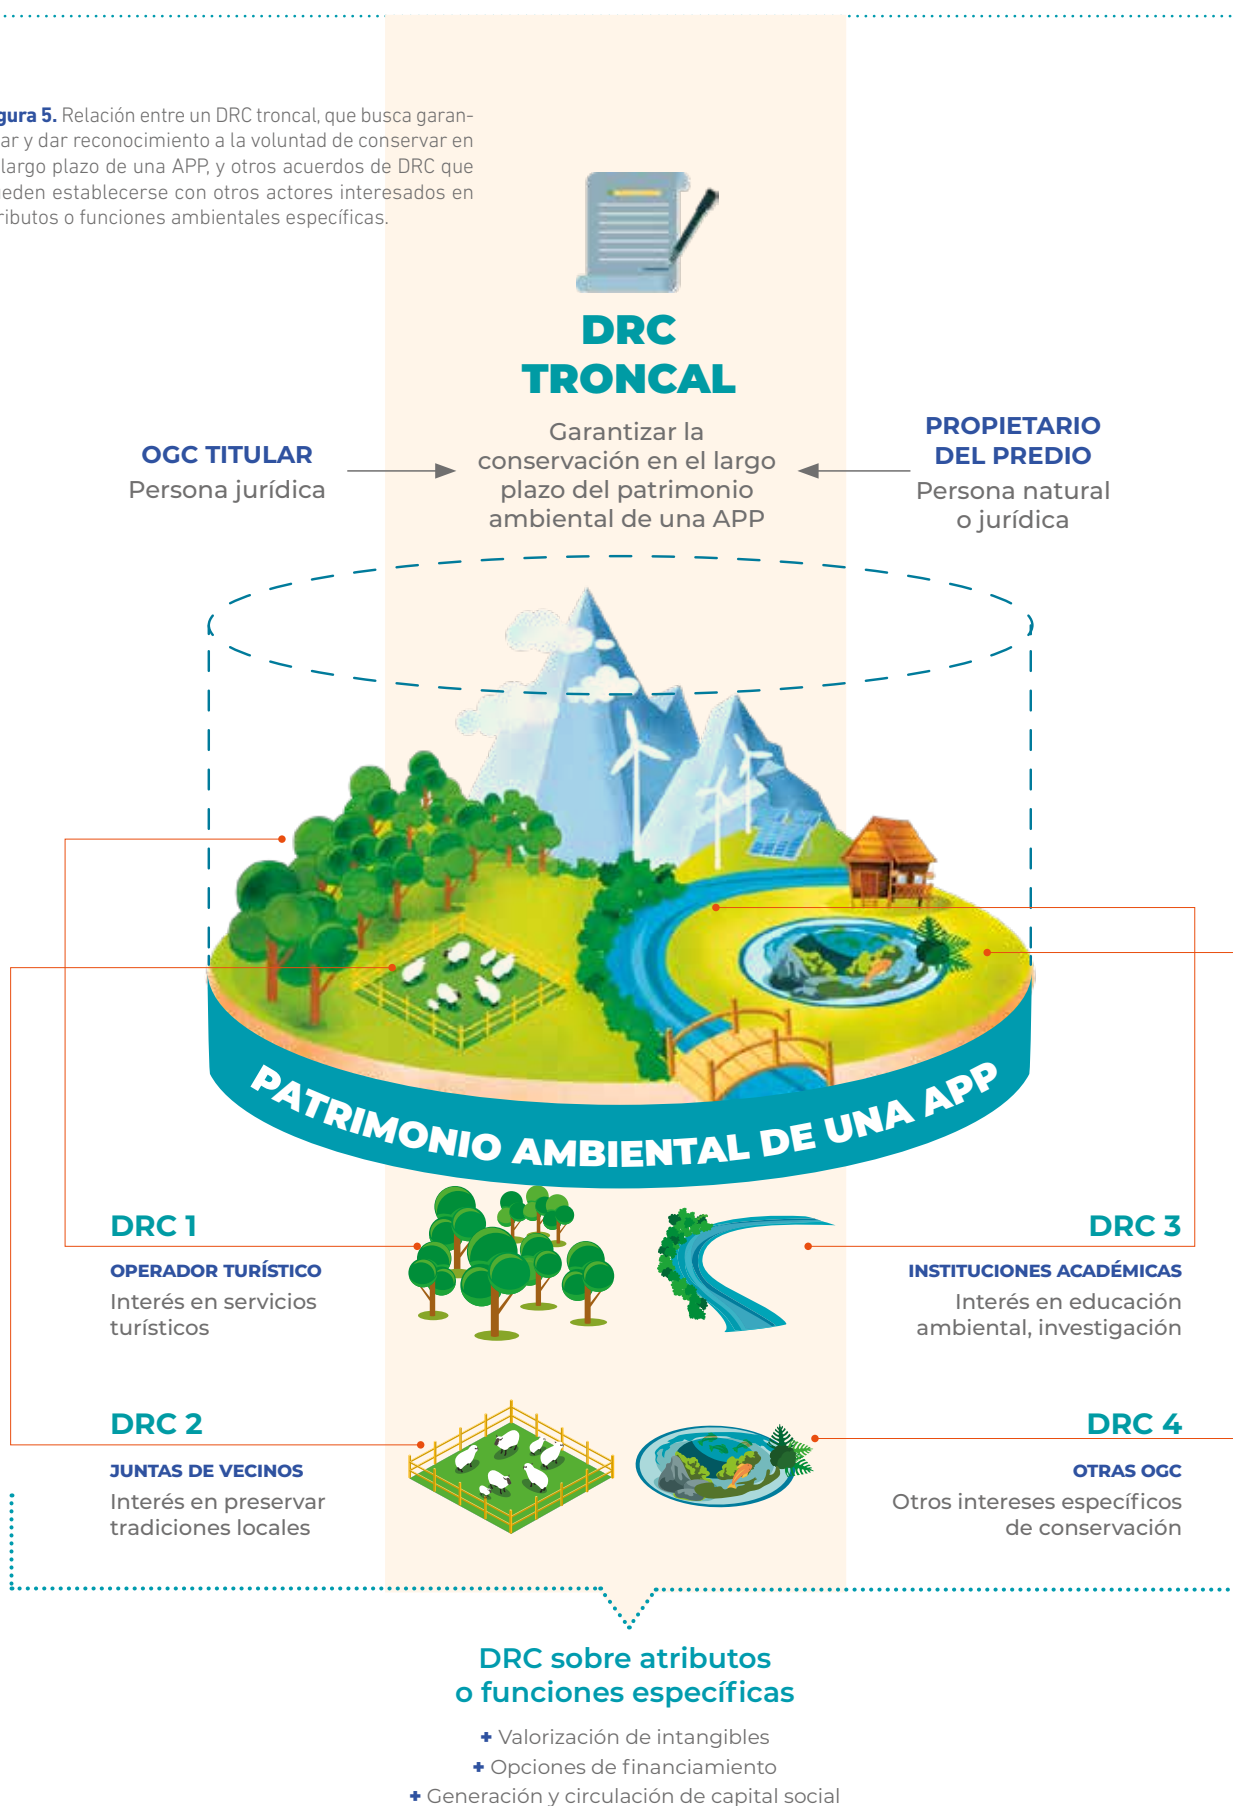 gura 5. Relación entre un DRC troncal, que busca garan-
ar y dar reconocimiento a la voluntad de conservar en
largo plazo de una APP, y otros acuerdos de DRC que
ueden establecerse con otros actores interesados en
ributos o funciones ambientales específicas.
DRC
TRONCAL
Garantizar la
conservación en el largo
plazo del patrimonio
ambiental de una APP
OGC TITULAR
Persona jurídica
PROPIETARIO
DEL PREDIO
Persona natural
o jurídica
PATRIMONIO AMBIENTAL DE UNA APP
DRC 1
OPERADOR TURÍSTICO
Interés en servicios
turísticos
DRC 3
INSTITUCIONES ACADÉMICAS
Interés en educación
ambiental, investigación
DRC 2
JUNTAS DE VECINOS
Interés en preservar
tradiciones locales
DRC 4
OTRAS OGC
Otros intereses específicos
de conservación
DRC sobre atributos
o funciones específicas
+ Valorización de intangibles
+ Opciones de financiamiento
+ Generación y circulación de capital social